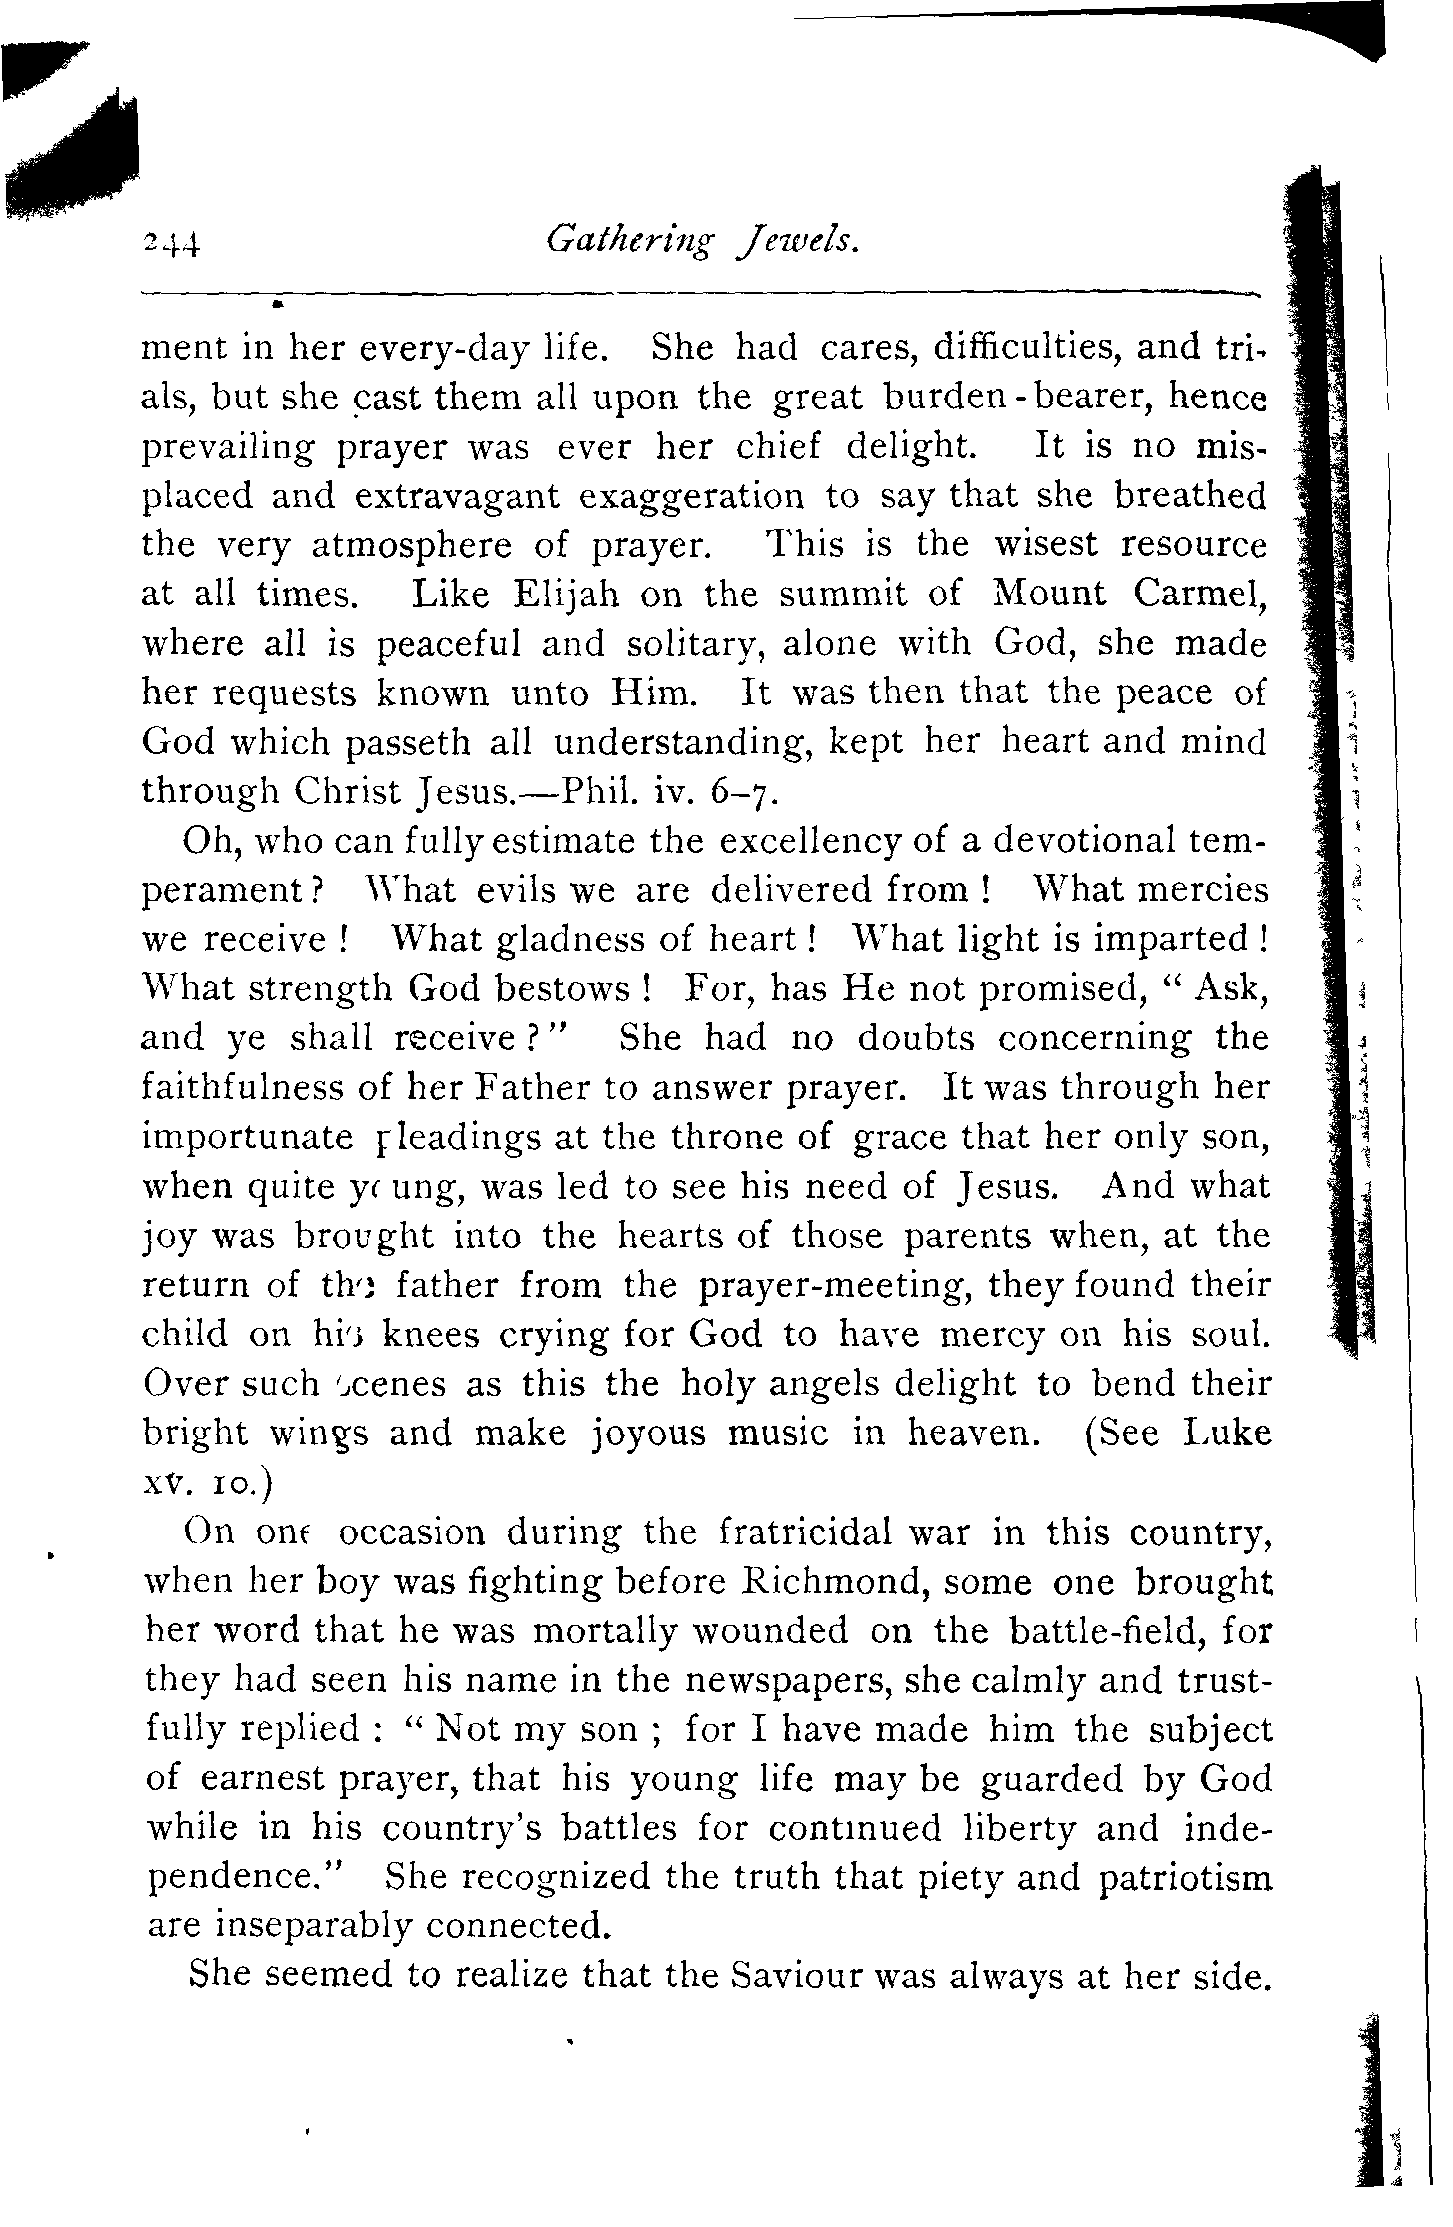 244 Gathering Jewels.
ment in her every-day life. She had cares, difficulties, and tri-
als, but she cast them all upon the great burden-bearer, hence
prevailing prayer was ever her chief delight. It is no mis-
placed and extravagant exaggeration to say that she breathed
the very atmosphere of prayer. This is the wisest resource
at all times. Like Elijah on the summit of Mount Carmel,
where all is peaceful and solitary, alone with God, she made
her requests known unto Him. It was then that the peace of
God which passeth all understanding, kept her heart and mind
through Christ Jesus.—Phil. iv. 6–7.
Oh, who can fully estimate the excellency of a devotional tem-
perament? What evils we are delivered from! What mercies
we receive! What gladness of heart! What light is imparted!
What strength God bestows! For, has He not promised, "Ask,
and ye shall receive?" She had no doubts concerning the
faithfulness of her Father to answer prayer. It was through her
importunate pleadings at the throne of grace that her only son,
when quite young, was led to see his need of Jesus. And what
joy was brought into the hearts of those parents when, at the
return of the father from the prayer-meeting, they found their
child on his knees crying for God to have mercy on his soul.
Over such scenes as this the holy angels delight to bend their
bright wings and make joyous music in heaven. (See Luke
xv. 10.)
On one occasion during the fratricidal war in this country,
when her boy was fighting before Richmond, some one brought
her word that he was mortally wounded on the battle-field, for
they had seen his name in the newspapers, she calmly and trust-
fully replied: "Not my son; for I have made him the subject
of earnest prayer, that his young life may be guarded by God
while in his country's battles for continued liberty and inde-
pendence." She recognized the truth that piety and patriotism
are inseparably connected.
She seemed to realize that the Saviour was always at her side.